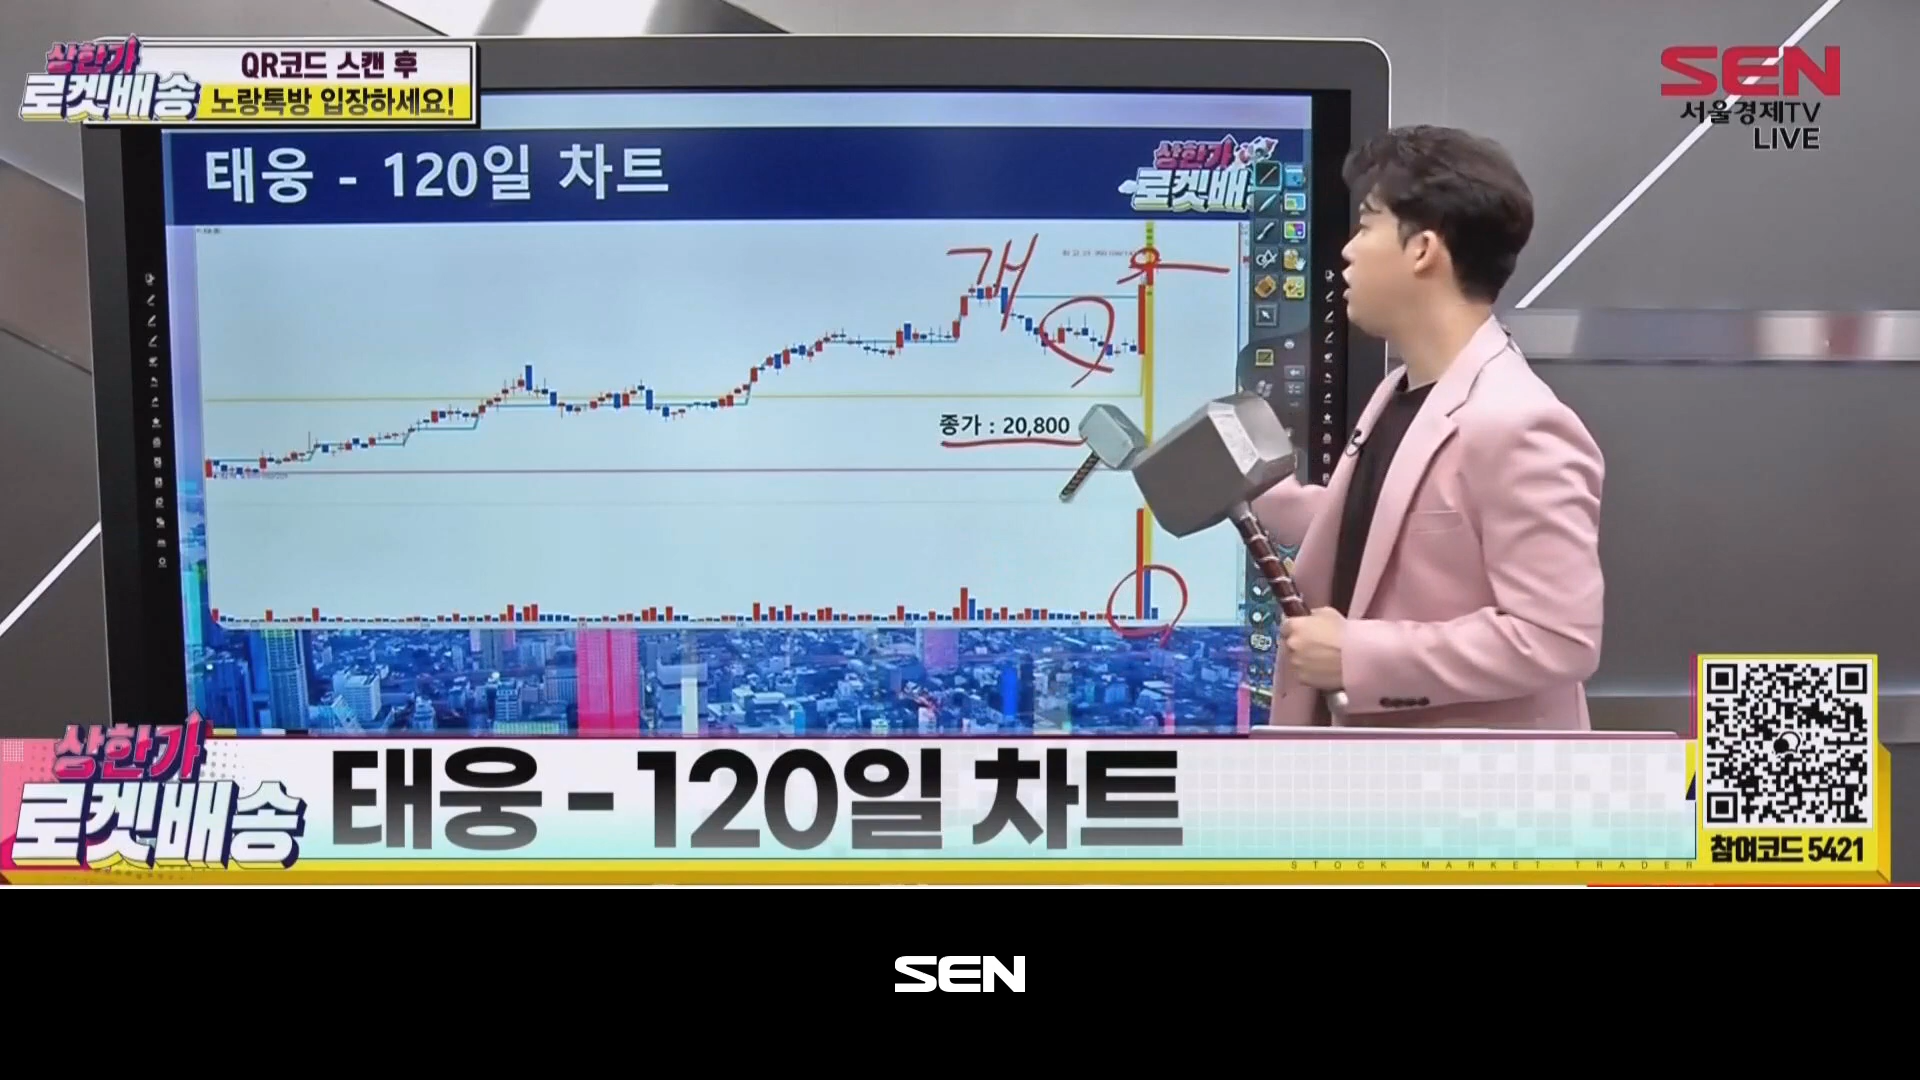 상한가
로켓배송
QR코드 스캔 후
노랑톡방 입장하세요!
SEN
서울경제TV
LIVE
태웅 - 120일 차트
상한가
로켓배
개
종가 : 20,800
상한가
로켓배송
태웅 - 120일 차트
STOCK MARKET TRADER
참여코드 5421
SEN